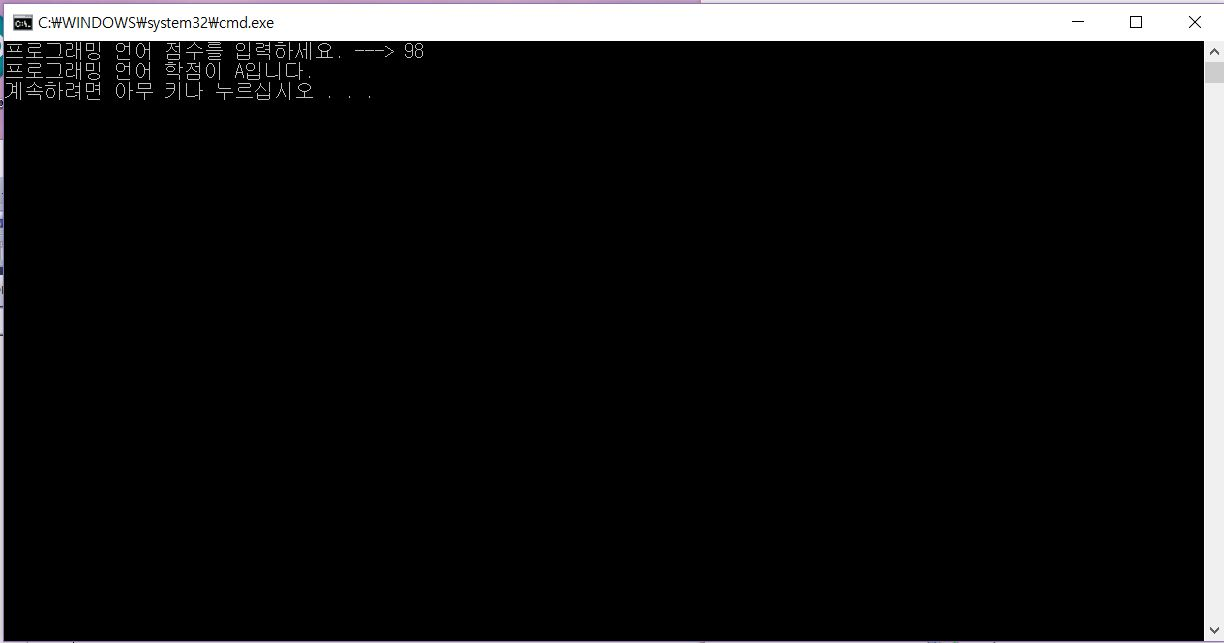 C:₩WINDOWS₩system32₩cmd.exe
프로그래밍 언어 점수를 입력하세요. ---> 98
프로그래밍 언어 학점이 A입니다.
계속하려면 아무 키나 누르십시오 . . .